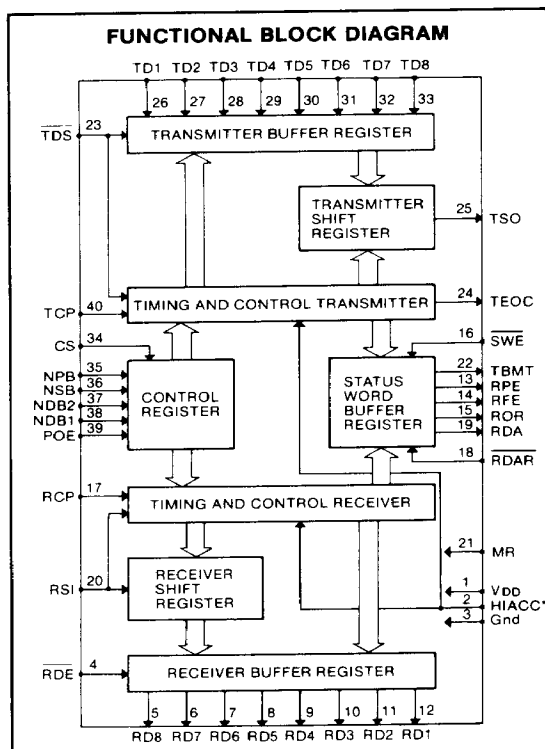 FUNCTIONAL BLOCK DIAGRAM
TD1 TD2 TD3 TD4 TD5 TD6 TD7 TD8
26 27 28 29 30 31 32 33
TDS 23
TRANSMITTER BUFFER REGISTER
TRANSMITTER
SHIFT
REGISTER
25 TSO
TIMING AND CONTROL TRANSMITTER
24 TEOC
TCP 40
CS 34
NPB 35
NSB 36
NDB2 37
NDB1 38
POE 39
CONTROL
REGISTER
STATUS
WORD
BUFFER
REGISTER
16 SWE
22 TBMT
13 RPE
14 RFE
15 ROR
19 RDA
18 RDAR
RCP 17
TIMING AND CONTROL RECEIVER
21 MR
RSI 20
RECEIVER
SHIFT
REGISTER
1 VDD
2 HIACC*
3 Gnd
RDE 4
RECEIVER BUFFER REGISTER
5 6 7 8 9 10 11 12
RD8 RD7 RD6 RD5 RD4 RD3 RD2 RD1